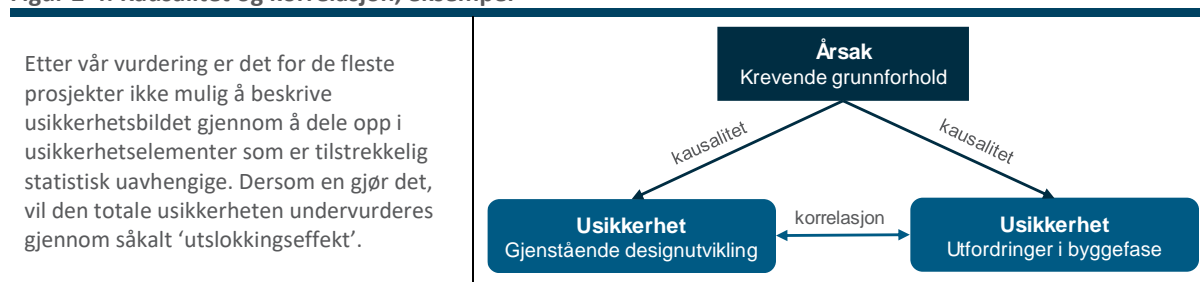 Etter vår vurdering er det for de fleste
prosjekter ikke mulig å beskrive
usikkerhetsbildet gjennom å dele opp i
usikkerhetselementer som er tilstrekkelig
statistisk uavhengige. Dersom en gjør det,
vil den totale usikkerheten undervurderes
gjennom såkalt ‘utslokkingseffekt’.
Årsak
Krevende grunnforhold
kausalitet
kausalitet
Usikkerhet
Gjenstående designutvikling
korrelasjon
Usikkerhet
Utfordringer i byggefase